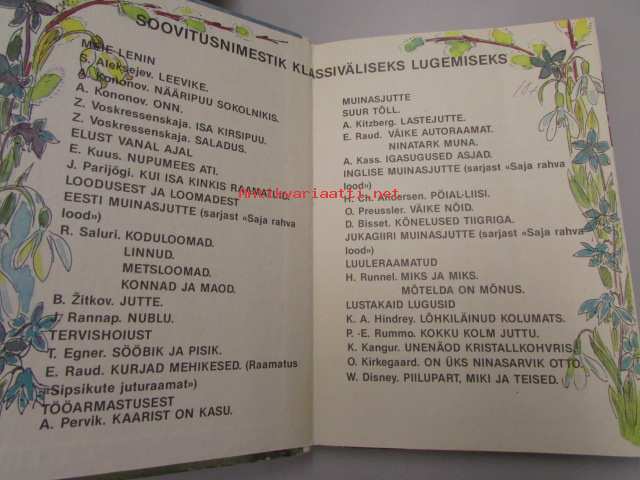 SOOVITUSNIMESTIK KLASSIVÄLISEKS LUGEMISEKS
MEIE LENIN
S. Aleksejev. LEEVIKE.
A. Kononov. NÄÄRIPUU SOKOLNIKIS.
A. Kononov. ONN.
Z. Voskressenskaja. ISA KIRSIPUU.
Z. Voskressenskaja. SALADUS.
ELUST VANAL AJAL
E. Kuus. NUPUMEES ATI.
J. Parijõgi. KUI ISA KINKIS RAAMATUID.
LOODUSEST JA LOOMADEST
EESTI MUINASJUTTE (sarjast «Saja rahva
lood»)
R. Saluri. KODULOOMAD.
LINNUD.
METSLOOMAD.
KONNAD JA MAOD.
B. Žitkov. JUTTE.
J. Rannap. NUBLU.
TERVISHOIUST
T. Egner. SÖÖBIK JA PISIK.
E. Raud. KURJAD MEHIKESED. (Raamatus
«Sipsikute juturaamat»)
TÖÖARMASTUSEST
A. Pervik. KAARIST ON KASU.
MUINASJUTTE
SUUR TÕLL.
A. Kitzberg. LASTEJUTTE.
E. Raud. VÄIKE AUTORAAMAT.
NINATARK MUNA.
A. Kass. IGASUGUSED ASJAD.
INGLISE MUINASJUTTE (sarjast «Saja rahva
lood»)
H. Ch. Andersen. PÖIAL-LIISI.
O. Preussler. VÄIKE NÕID.
D. Bisset. KÕNELUSED TIIGRIGA.
JUKAGIIRI MUINASJUTTE (sarjast «Saja rahva
lood»)
LUULERAAMATUD
H. Runnel. MIKS JA MIKS.
MÕTELDA ON MÕNUS.
LUSTAKAID LUGUSID
K. A. Hindrey. LÕHKILÄINUD KOLUMATS.
P. -E. Rummo. KOKKU KOLM JUTTU.
K. Kangur. UNENÄOD KRISTALLKOHVRIS.
O. Kirkegaard. ON ÜKS NINASARVIK OTTO.
W. Disney. PIILUPART, MIKI JA TEISED.